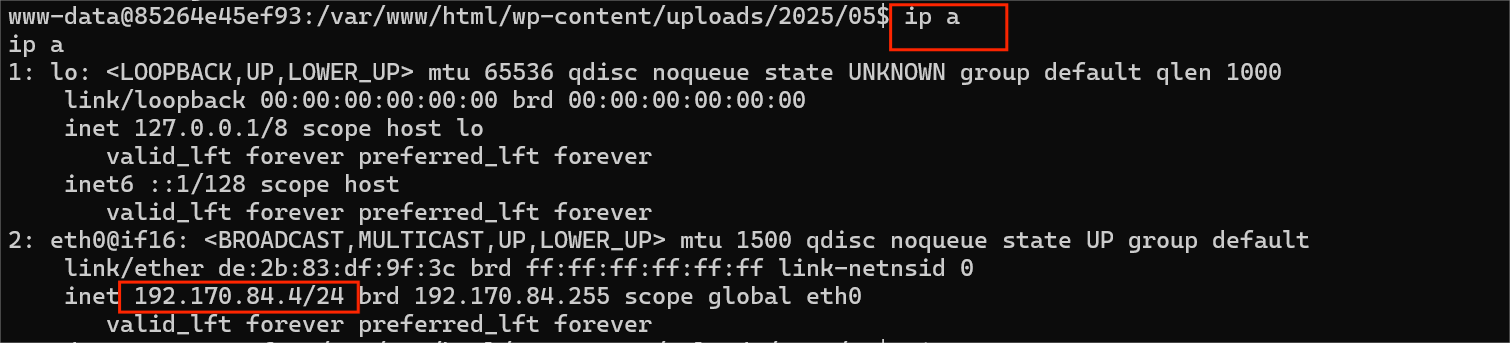 www-data@85264e45ef93:/var/www/html/wp-content/uploads/2025/05$ ip a
ip a
1: lo: <LOOPBACK,UP,LOWER_UP> mtu 65536 qdisc noqueue state UNKNOWN group default qlen 1000
    link/loopback 00:00:00:00:00:00 brd 00:00:00:00:00:00
    inet 127.0.0.1/8 scope host lo
       valid_lft forever preferred_lft forever
    inet6 ::1/128 scope host
       valid_lft forever preferred_lft forever
2: eth0@if16: <BROADCAST,MULTICAST,UP,LOWER_UP> mtu 1500 qdisc noqueue state UP group default
    link/ether de:2b:83:df:9f:3c brd ff:ff:ff:ff:ff:ff link-netnsid 0
    inet 192.170.84.4/24 brd 192.170.84.255 scope global eth0
       valid_lft forever preferred_lft forever